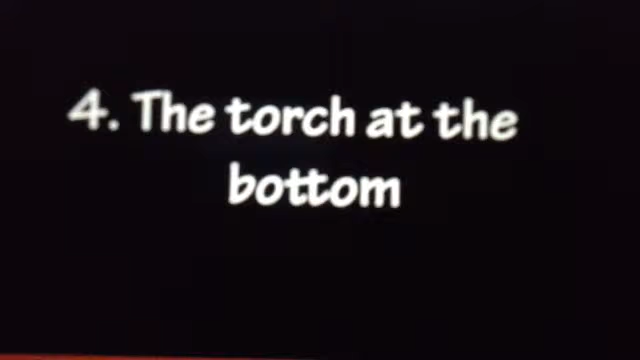 4. The torch at the
bottom